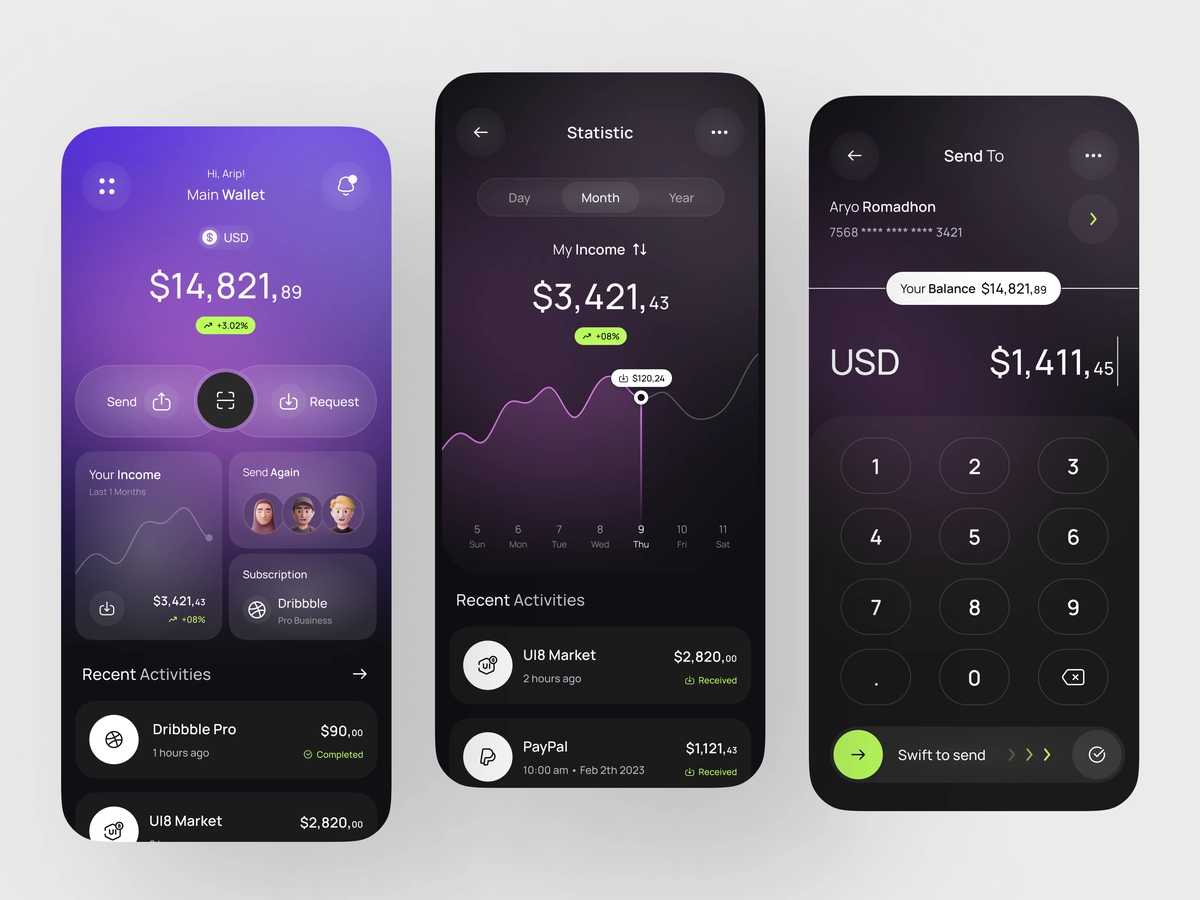 Hi, Arip!
Main Wallet
$ USD
$14,821,89
+3.02%
Send
Request
Your Income
Last 1 Months
$3,421,43
+08%
Send Again
Subscription
Dribbble
Pro Business
Recent Activities
Dribbble Pro
$90,00
1 hours ago
Completed
UI8
UI8 Market
$2,820,00
Statistic
Day
Month
Year
My Income
$3,421,43
+08%
$120,24
5 6 7 8 9 10 11
Sun Mon Tue Wed Thu Fri Sat
Recent Activities
UI8
UI8 Market
$2,820,00
2 hours ago
Received
PayPal
$1,121,43
10:00 am • Feb 2th 2023
Received
Send To
Aryo Romadhon
7568 **** **** **** 3421
Your Balance $14,821,89
USD
$1,411,45
1 2 3
4 5 6
7 8 9
. 0
Swift to send